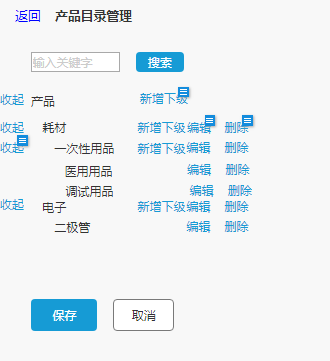 返回 产品目录管理
输入关键字 搜索
收起 产品 新增下级
收起 耗材 新增下级 编辑 删除
收起 一次性用品 新增下级 编辑 删除
医用用品 编辑 删除
调试用品 编辑 删除
收起 电子 新增下级 编辑 删除
二极管 编辑 删除
保存 取消